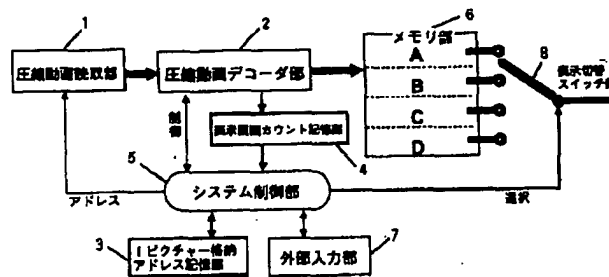 1
圧縮動画読取部
2
圧縮動画デコーダ部
6
メモリ部
A
B
C
D
8
表示切替
スイッチ部
制御
表示画面カウント記憶部
4
5
システム制御部
アドレス
選択
3
Iピクチャー格納
アドレス記憶部
外部入力部
7